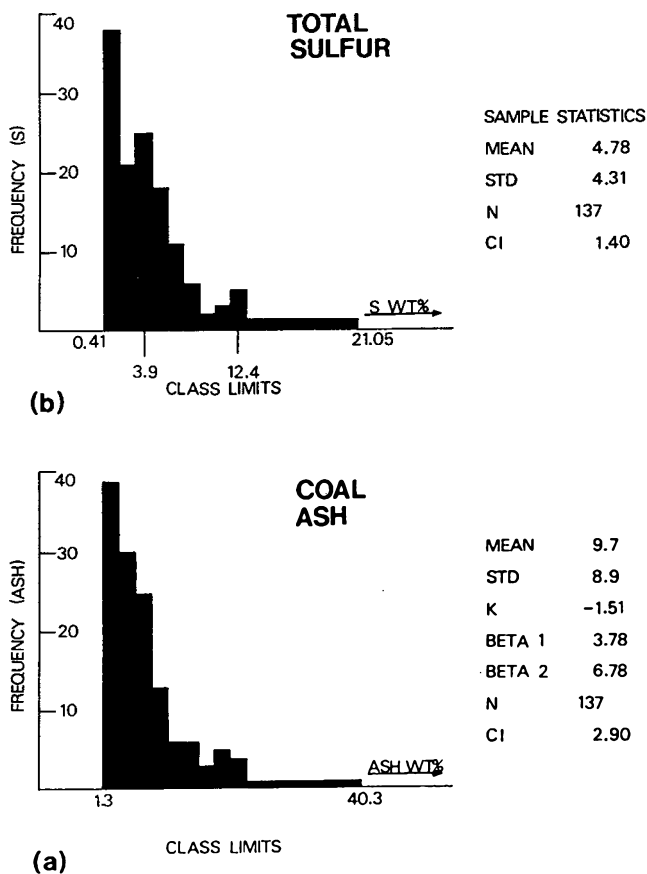 TOTAL
SULFUR
40
30
20
10
FREQUENCY (S)
S WT%
0.41
21.05
3.9
12.4
CLASS LIMITS
(b)
SAMPLE STATISTICS
MEAN 4.78
STD 4.31
N 137
CI 1.40
COAL
ASH
40
30
20
10
FREQUENCY (ASH)
ASH WT%
1.3
40.3
CLASS LIMITS
(a)
MEAN 9.7
STD 8.9
K -1.51
BETA 1 3.78
BETA 2 6.78
N 137
CI 2.90